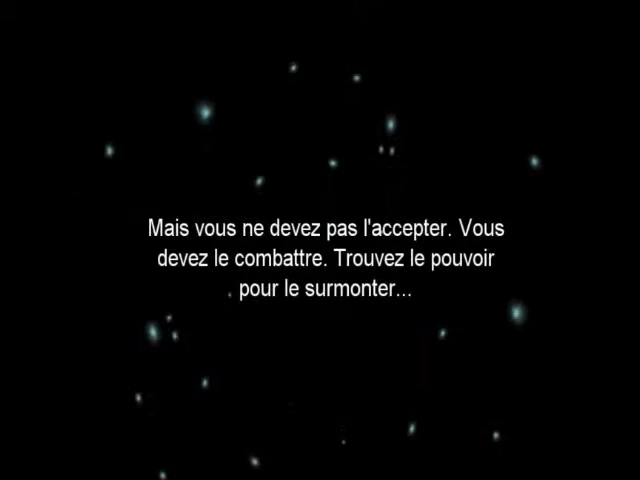 Mais vous ne devez pas l'accepter. Vous
devez le combattre. Trouvez le pouvoir
pour le surmonter...